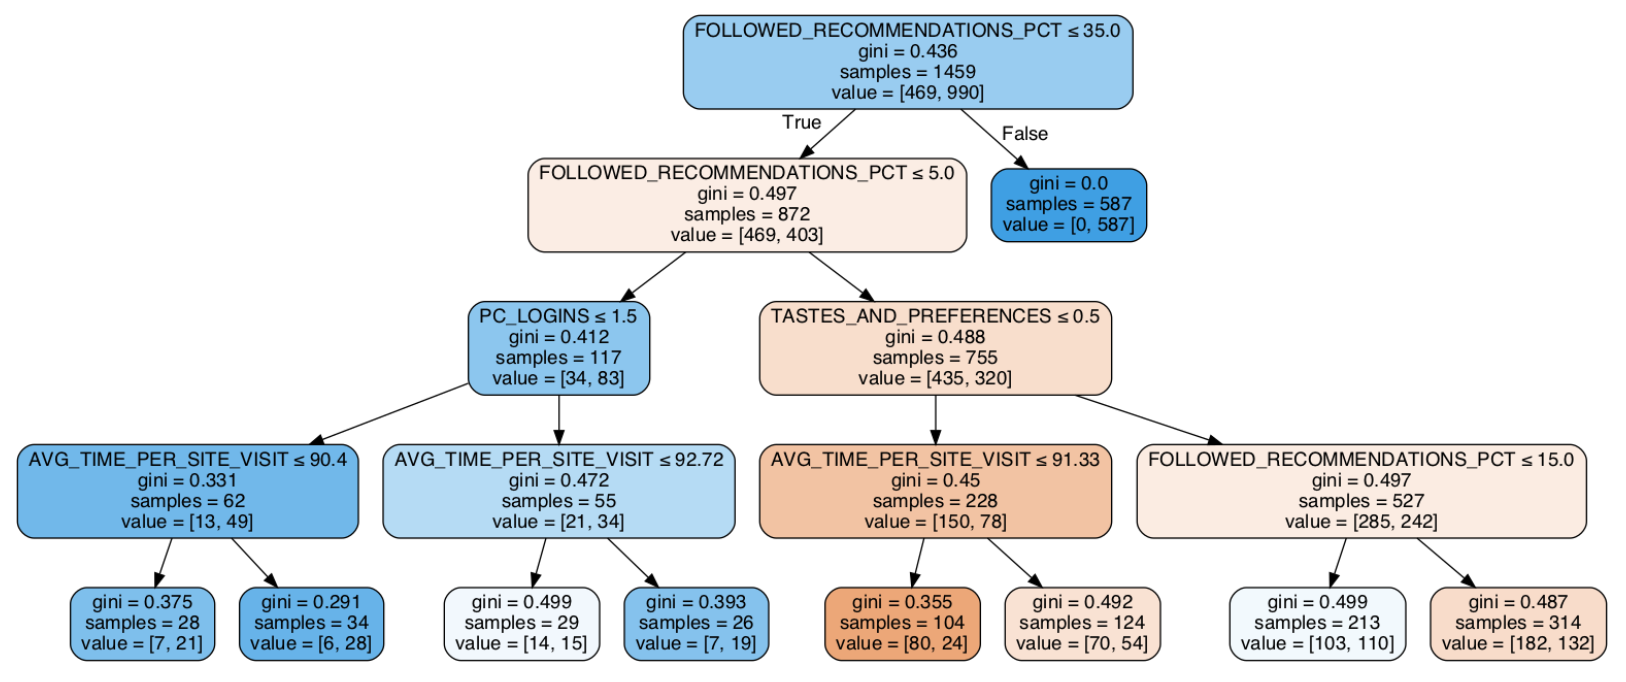 FOLLOWED_RECOMMENDATIONS_PCT ≤ 35.0
gini = 0.436
samples = 1459
value = [469, 990]
True
False
FOLLOWED_RECOMMENDATIONS_PCT ≤ 5.0
gini = 0.497
samples = 872
value = [469, 403]
gini = 0.0
samples = 587
value = [0, 587]
PC_LOGINS ≤ 1.5
gini = 0.412
samples = 117
value = [34, 83]
TASTES_AND_PREFERENCES ≤ 0.5
gini = 0.488
samples = 755
value = [435, 320]
AVG_TIME_PER_SITE_VISIT ≤ 90.4
gini = 0.331
samples = 62
value = [13, 49]
AVG_TIME_PER_SITE_VISIT ≤ 92.72
gini = 0.472
samples = 55
value = [21, 34]
AVG_TIME_PER_SITE_VISIT ≤ 91.33
gini = 0.45
samples = 228
value = [150, 78]
FOLLOWED_RECOMMENDATIONS_PCT ≤ 15.0
gini = 0.497
samples = 527
value = [285, 242]
gini = 0.375
samples = 28
value = [7, 21]
gini = 0.291
samples = 34
value = [6, 28]
gini = 0.499
samples = 29
value = [14, 15]
gini = 0.393
samples = 26
value = [7, 19]
gini = 0.355
samples = 104
value = [80, 24]
gini = 0.492
samples = 124
value = [70, 54]
gini = 0.499
samples = 213
value = [103, 110]
gini = 0.487
samples = 314
value = [182, 132]